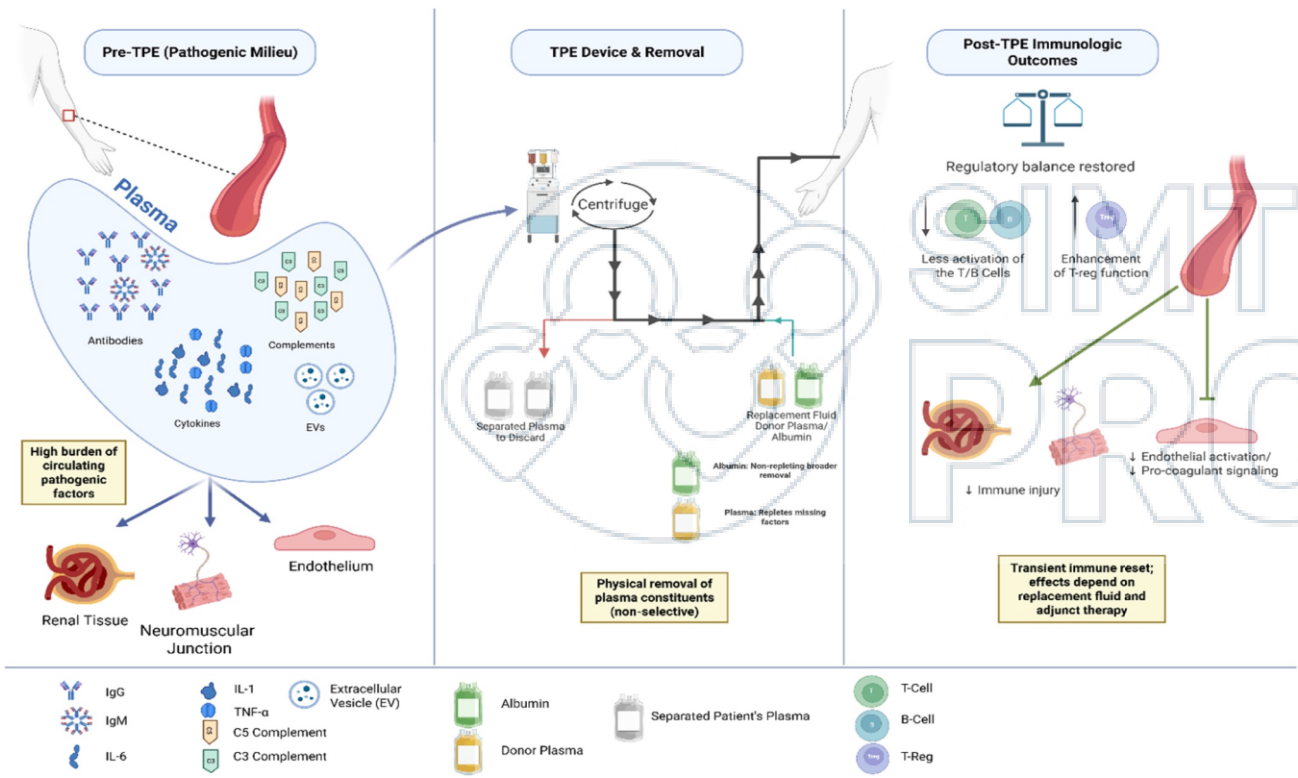 Pre-TPE (Pathogenic Milieu)
Plasma
Antibodies
C3
C5
Complements
Cytokines
EVs
High burden of
circulating
pathogenic
factors
Renal Tissue
Neuromuscular
Junction
Endothelium
TPE Device & Removal
Centrifuge
Separated Plasma
to Discard
Replacement Fluid
Donor Plasma/
Albumin
Albumin: Non-repleting broader
removal
Plasma: Repletes missing
factors
Physical removal of
plasma constituents
(non-selective)
Post-TPE Immunologic
Outcomes
Regulatory balance restored
T
B
Treg
Less activation of
the T/B Cells
Enhancement
of T-reg function
↓ Immune injury
↓ Endothelial activation/
↓ Pro-coagulant signaling
Transient immune reset;
effects depend on
replacement fluid and
adjunct therapy
SIMT
PRO
IgG
IgM
IL-6
IL-1
TNF-α
C5 Complement
C3 Complement
Extracellular
Vesicle (EV)
Albumin
Donor Plasma
Separated Patient's Plasma
T-Cell
B-Cell
T-Reg